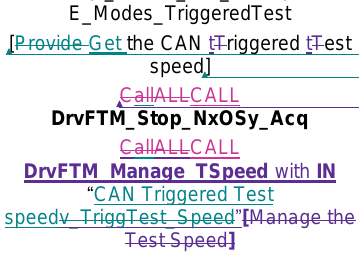 E_Modes_TriggeredTest
[Provide Get the CAN tTriggered tTest
speed]
CallALLCALL
DrvFTM_Stop_NxOSy_Acq
CallALLCALL
DrvFTM_Manage_TSpeed with IN
“CAN Triggered Test
speedv_TriggTest_Speed”[Manage the
Test Speed]